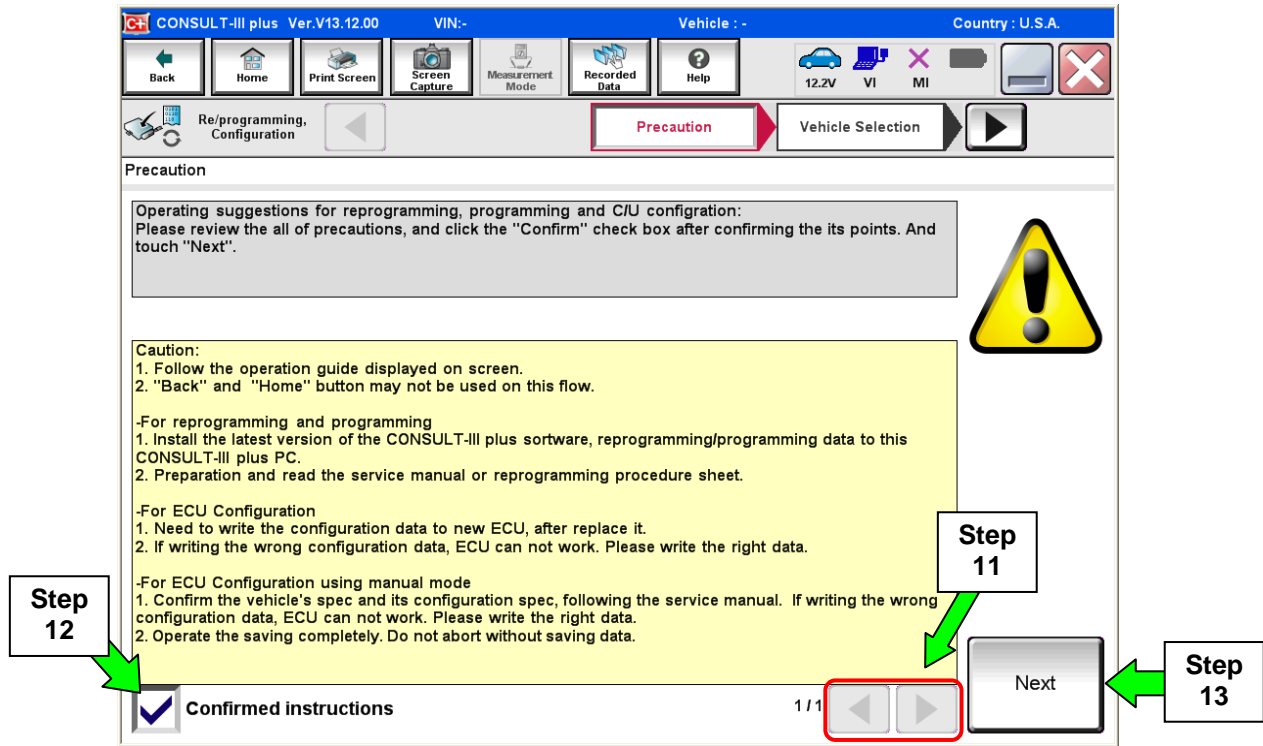 C+ CONSULT-III plus Ver.V13.12.00 VIN:- Vehicle : - Country : U.S.A.
Back
Home
Print Screen
Screen
Capture
Measurement
Mode
Recorded
Data
Help
12.2V
VI
MI
Re/programming,
Configuration
Precaution
Vehicle Selection
Precaution
Operating suggestions for reprogramming, programming and C/U configration:
Please review the all of precautions, and click the "Confirm" check box after confirming the its points. And
touch "Next".
Caution:
1. Follow the operation guide displayed on screen.
2. "Back" and "Home" button may not be used on this flow.
-For reprogramming and programming
1. Install the latest version of the CONSULT-III plus sortware, reprogramming/programming data to this
CONSULT-III plus PC.
2. Preparation and read the service manual or reprogramming procedure sheet.
-For ECU Configuration
1. Need to write the configuration data to new ECU, after replace it.
2. If writing the wrong configuration data, ECU can not work. Please write the right data.
-For ECU Configuration using manual mode
1. Confirm the vehicle's spec and its configuration spec, following the service manual. If writing the wrong
configuration data, ECU can not work. Please write the right data.
2. Operate the saving completely. Do not abort without saving data.
Step
11
Step
12
Confirmed instructions
1/1
Next
Step
13